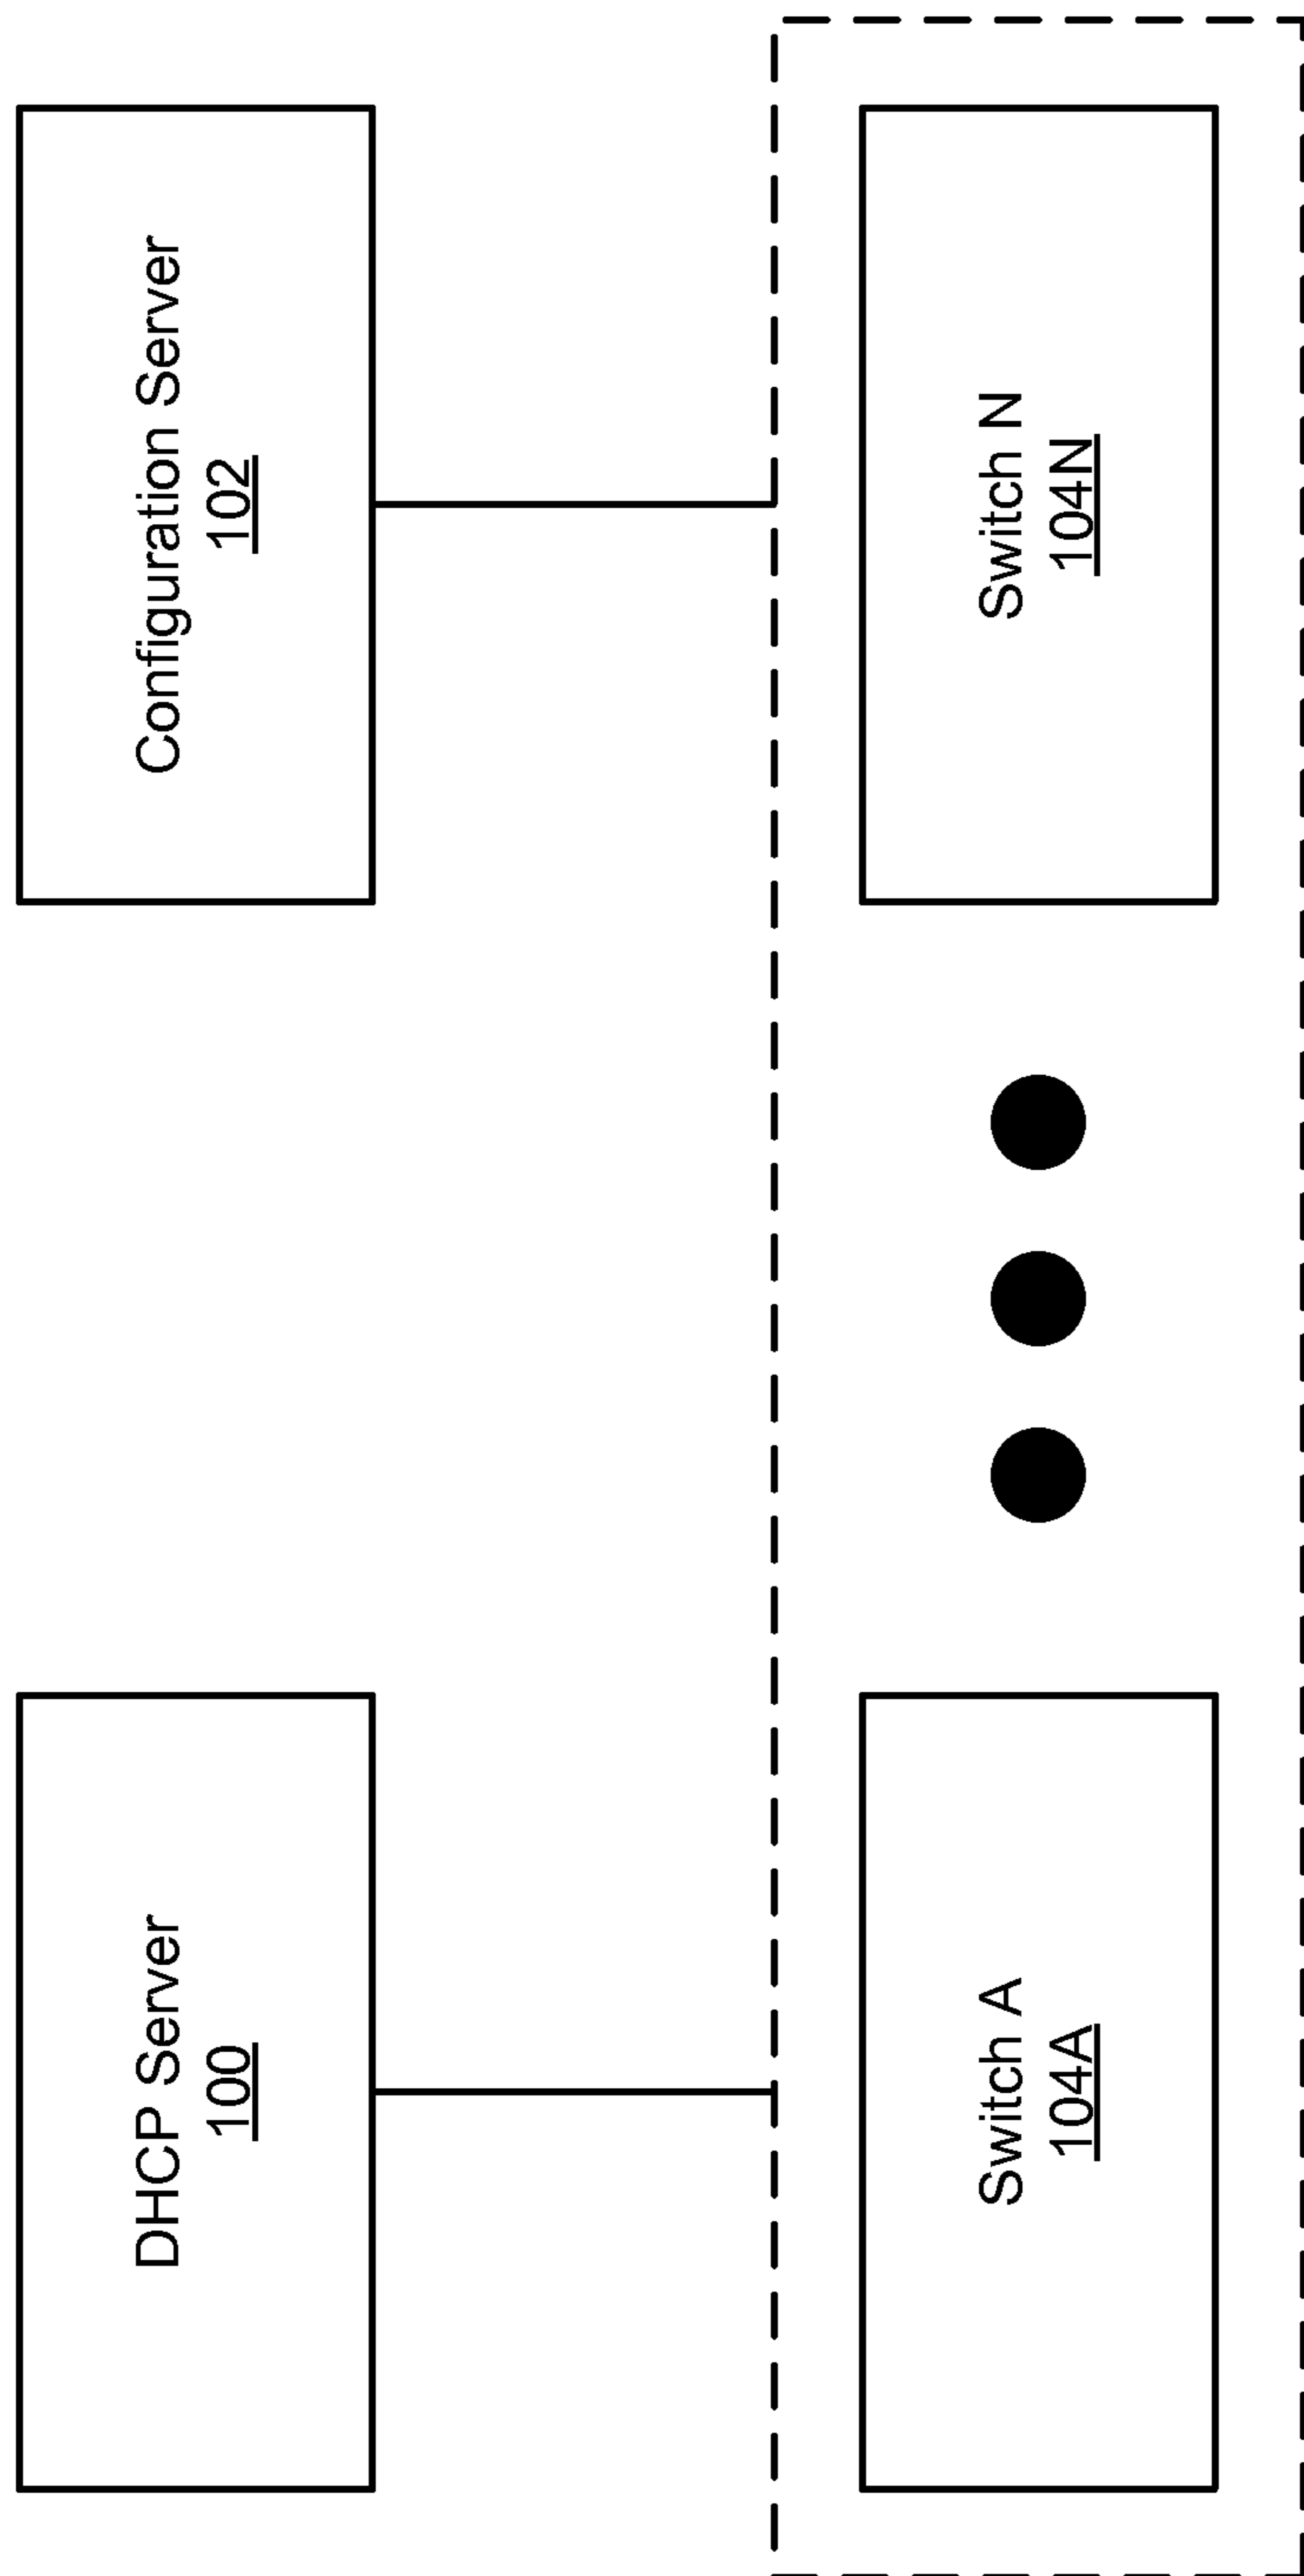 DHCP Server
100
Configuration Server
102
Switch A
104A
Switch N
104N